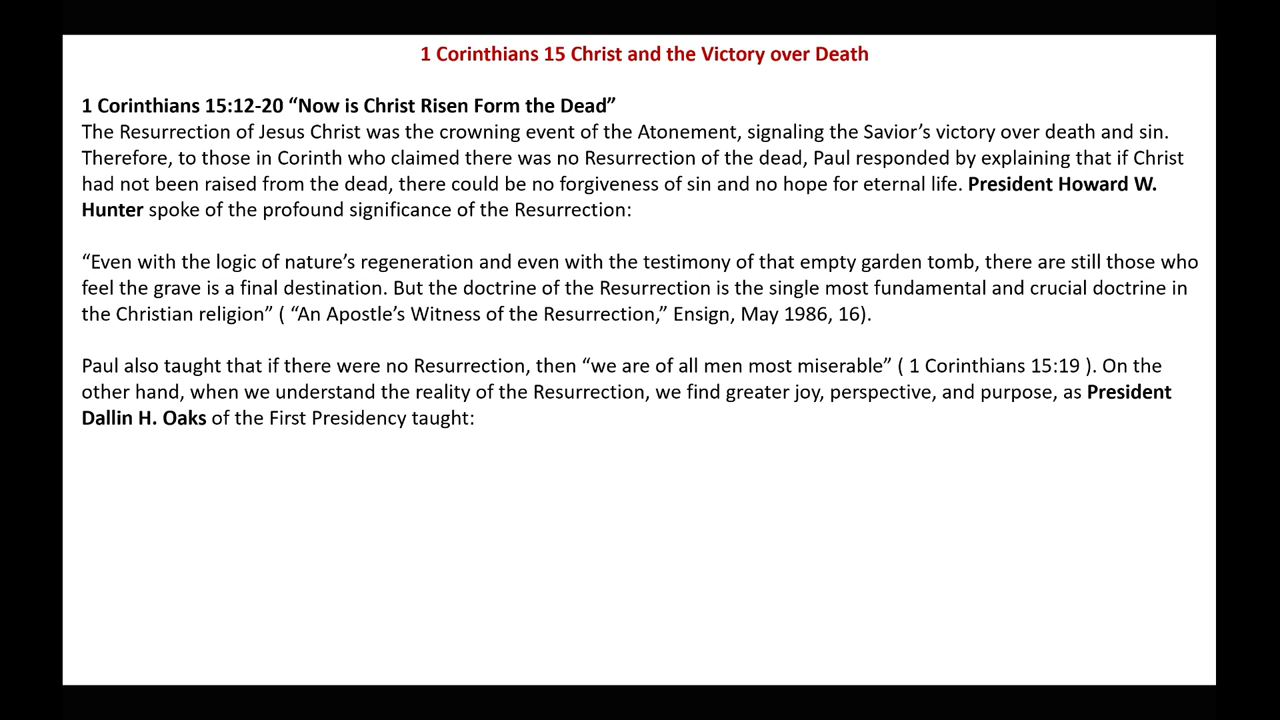 1 Corinthians 15 Christ and the Victory over Death
1 Corinthians 15:12-20 “Now is Christ Risen Form the Dead”
The Resurrection of Jesus Christ was the crowning event of the Atonement, signaling the Savior’s victory over death and sin.
Therefore, to those in Corinth who claimed there was no Resurrection of the dead, Paul responded by explaining that if Christ
had not been raised from the dead, there could be no forgiveness of sin and no hope for eternal life. President Howard W.
Hunter spoke of the profound significance of the Resurrection:
“Even with the logic of nature’s regeneration and even with the testimony of that empty garden tomb, there are still those who
feel the grave is a final destination. But the doctrine of the Resurrection is the single most fundamental and crucial doctrine in
the Christian religion” ( “An Apostle’s Witness of the Resurrection,” Ensign, May 1986, 16).
Paul also taught that if there were no Resurrection, then “we are of all men most miserable” ( 1 Corinthians 15:19 ). On the
other hand, when we understand the reality of the Resurrection, we find greater joy, perspective, and purpose, as President
Dallin H. Oaks of the First Presidency taught: